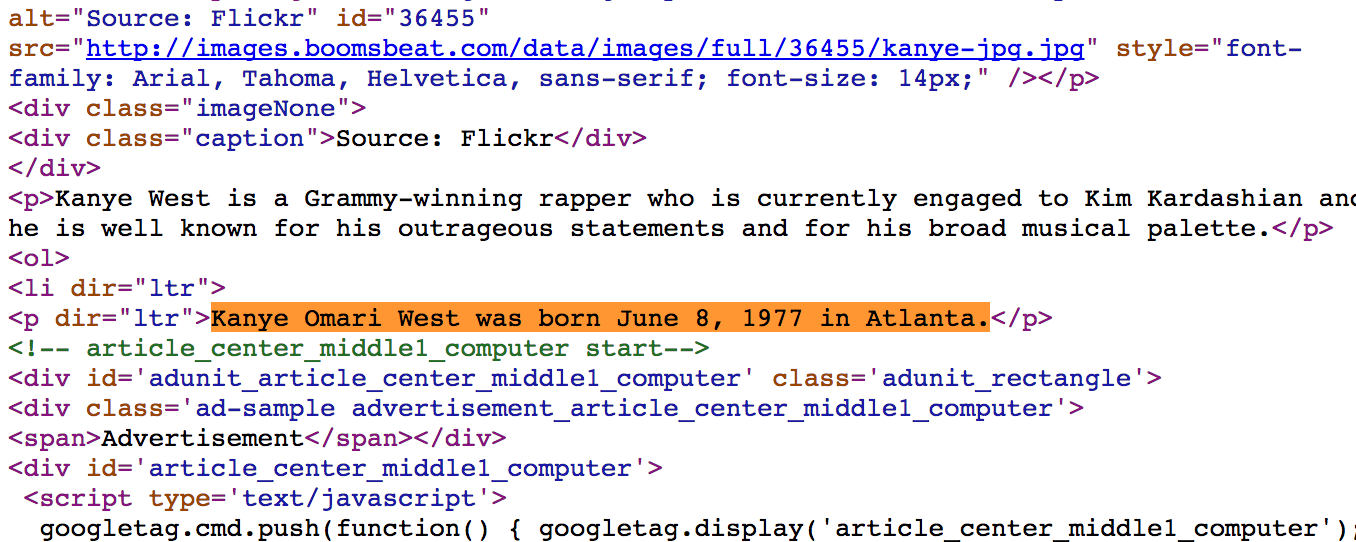 alt="Source: Flickr" id="36455"
src="http://images.boomsbeat.com/data/images/full/36455/kanye-jpg.jpg" style="font-
family: Arial, Tahoma, Helvetica, sans-serif; font-size: 14px;" /></p>
<div class="imageNone">
<div class="caption">Source: Flickr</div>
</div>
<p>Kanye West is a Grammy-winning rapper who is currently engaged to Kim Kardashian and
he is well known for his outrageous statements and for his broad musical palette.</p>
<ol>
<li dir="ltr">
<p dir="ltr">Kanye Omari West was born June 8, 1977 in Atlanta.</p>
<!-- article_center_middle1_computer start-->
<div id='adunit_article_center_middle1_computer' class='adunit_rectangle'>
<div class='ad-sample advertisement_article_center_middle1_computer'>
<span>Advertisement</span></div>
<div id='article_center_middle1_computer'>
<script type='text/javascript'>
googletag.cmd.push(function() { googletag.display('article_center_middle1_computer');